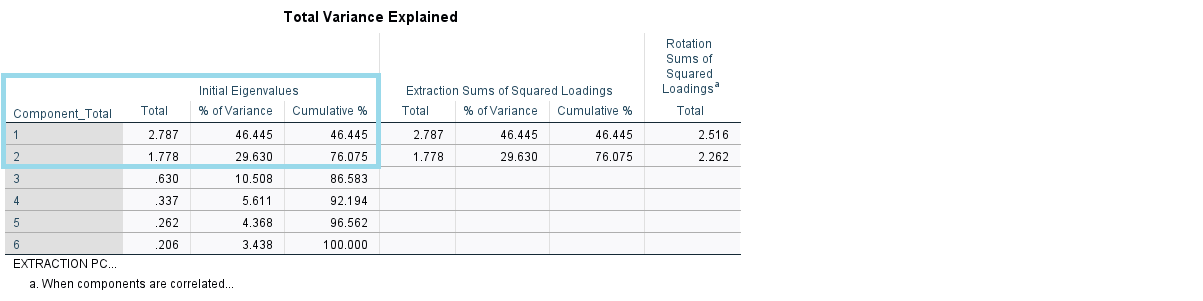 Total Variance Explained
Rotation
Sums of
Squared
Loadingsᵃ
Initial Eigenvalues Extraction Sums of Squared Loadings
Component_Total Total % of Variance Cumulative % Total % of Variance Cumulative % Total
1 2.787 46.445 46.445 2.787 46.445 46.445 2.516
2 1.778 29.630 76.075 1.778 29.630 76.075 2.262
3 .630 10.508 86.583
4 .337 5.611 92.194
5 .262 4.368 96.562
6 .206 3.438 100.000
EXTRACTION PC...
a. When components are correlated...